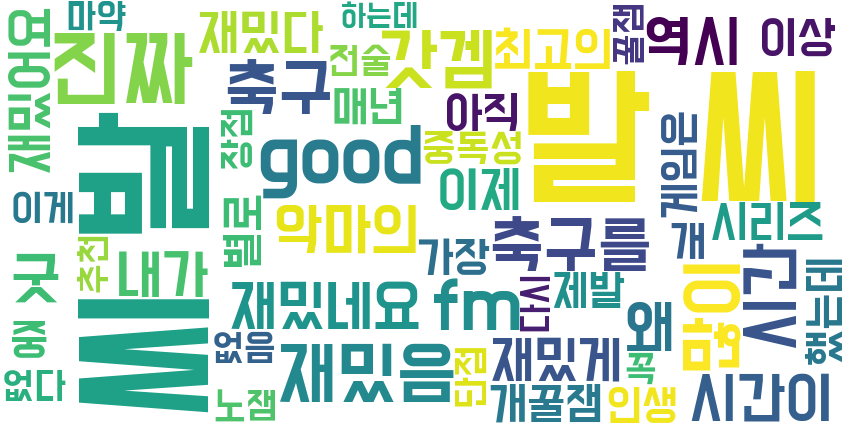 마약
하는데
재밌다
꿀잼
역시
이상
진짜
재밌어요
전술
갓겜
최고의
축구
매년
아직
발
씨
장점
good
중독성
게임은
씨발
이제
이게
별로
악마의
축구를
시리즈
개
추천
내가
가장
시간
굿
재밌네요
fm
다시
제발
많이
했는데
중
왜
없음
재밌음
단점
재밌게
꼭
없다
노잼
개꿀잼
인생
시간이